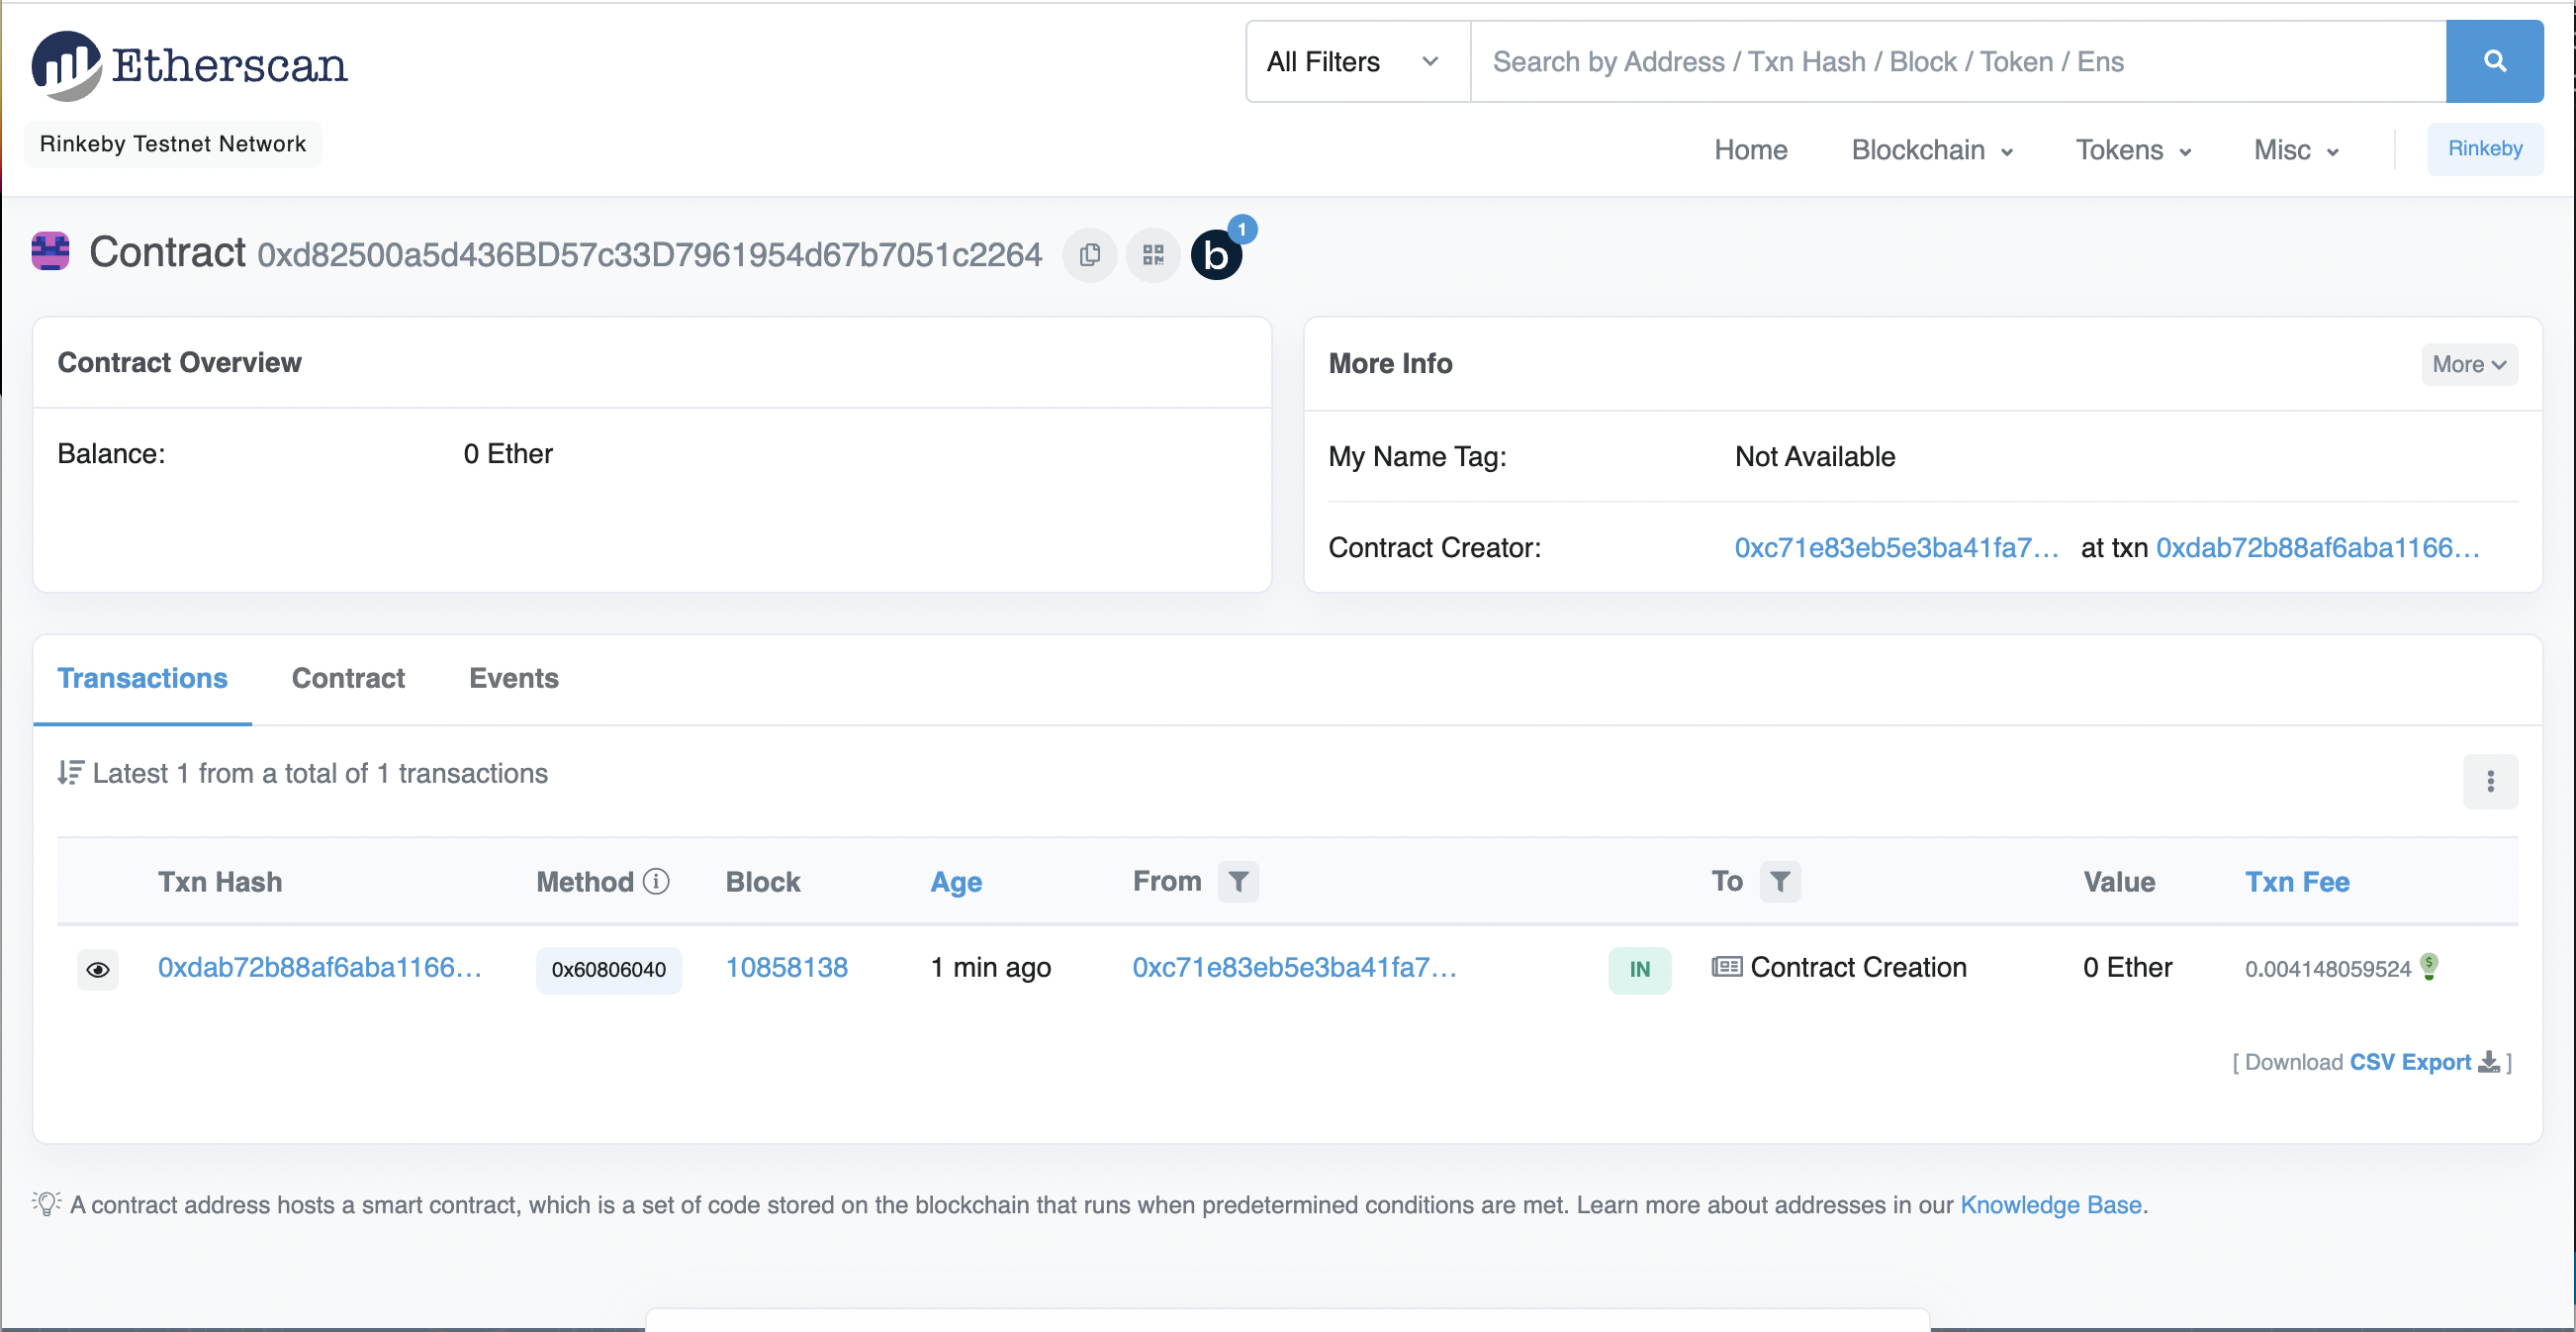 Etherscan
All Filters
Search by Address / Txn Hash / Block / Token / Ens
Rinkeby Testnet Network
Home Blockchain Tokens Misc Rinkeby
Contract 0xd82500a5d436BD57c33D7961954d67b7051c2264 b 1
Contract Overview
Balance: 0 Ether
More Info More
My Name Tag: Not Available
Contract Creator: 0xc71e83eb5e3ba41fa7... at txn 0xdab72b88af6aba1166...
Transactions Contract Events
Latest 1 from a total of 1 transactions
Txn Hash Method Block Age From To Value Txn Fee
0xdab72b88af6aba1166... 0x60806040 10858138 1 min ago 0xc71e83eb5e3ba41fa7... IN Contract Creation 0 Ether 0.004148059524
[ Download CSV Export ]
A contract address hosts a smart contract, which is a set of code stored on the blockchain that runs when predetermined conditions are met. Learn more about addresses in our Knowledge Base.